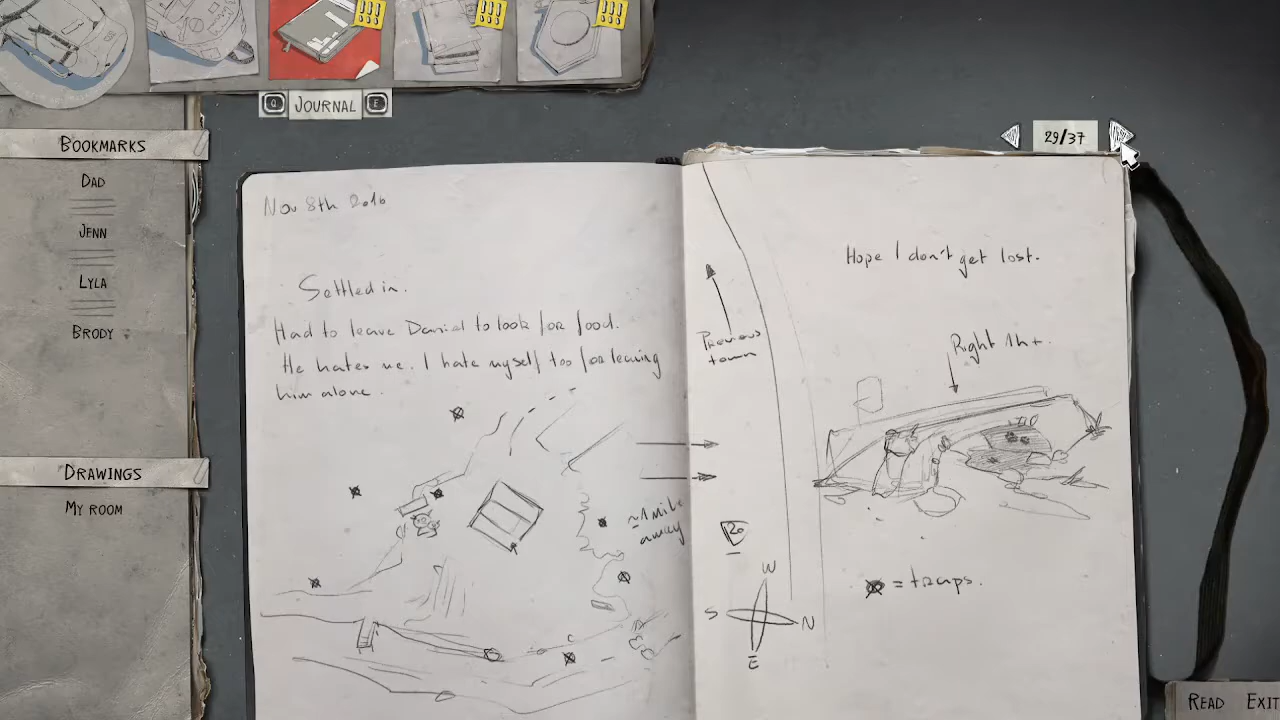 Q JOURNAL E
BOOKMARKS
DAD
JENN
LYLA
BRODY
DRAWINGS
MY ROOM
29/37
Nov 8th 2016
Settled in.
Had to leave Daniel to look for food.
He hates me. I hate myself too for leaving
him alone.
~1 mile
away
Previous
town
20
W
S
N
E
Hope I don't get lost.
Right 1h+.
= traps.
READ EXIT